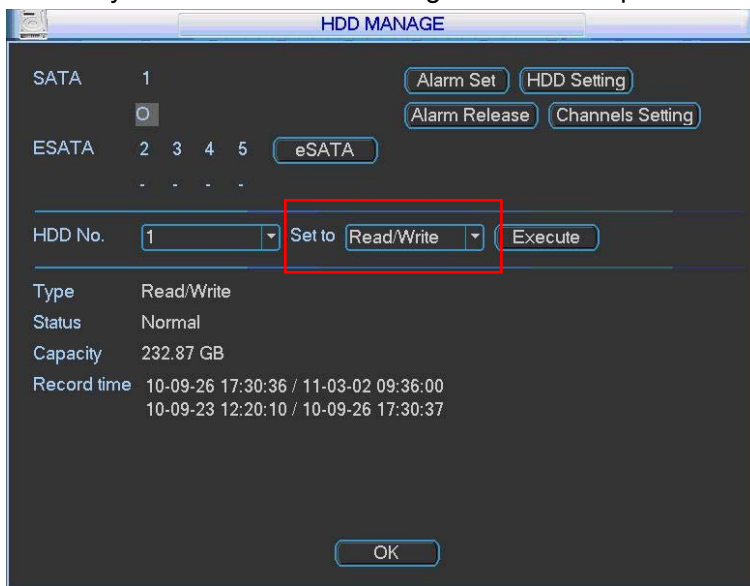 HDD MANAGE
SATA 1 Alarm Set HDD Setting
O Alarm Release Channels Setting
ESATA 2 3 4 5 eSATA
- - - -
HDD No. 1 Set to Read/Write Execute
Type Read/Write
Status Normal
Capacity 232.87 GB
Record time 10-09-26 17:30:36 / 11-03-02 09:36:00
10-09-23 12:20:10 / 10-09-26 17:30:37
OK